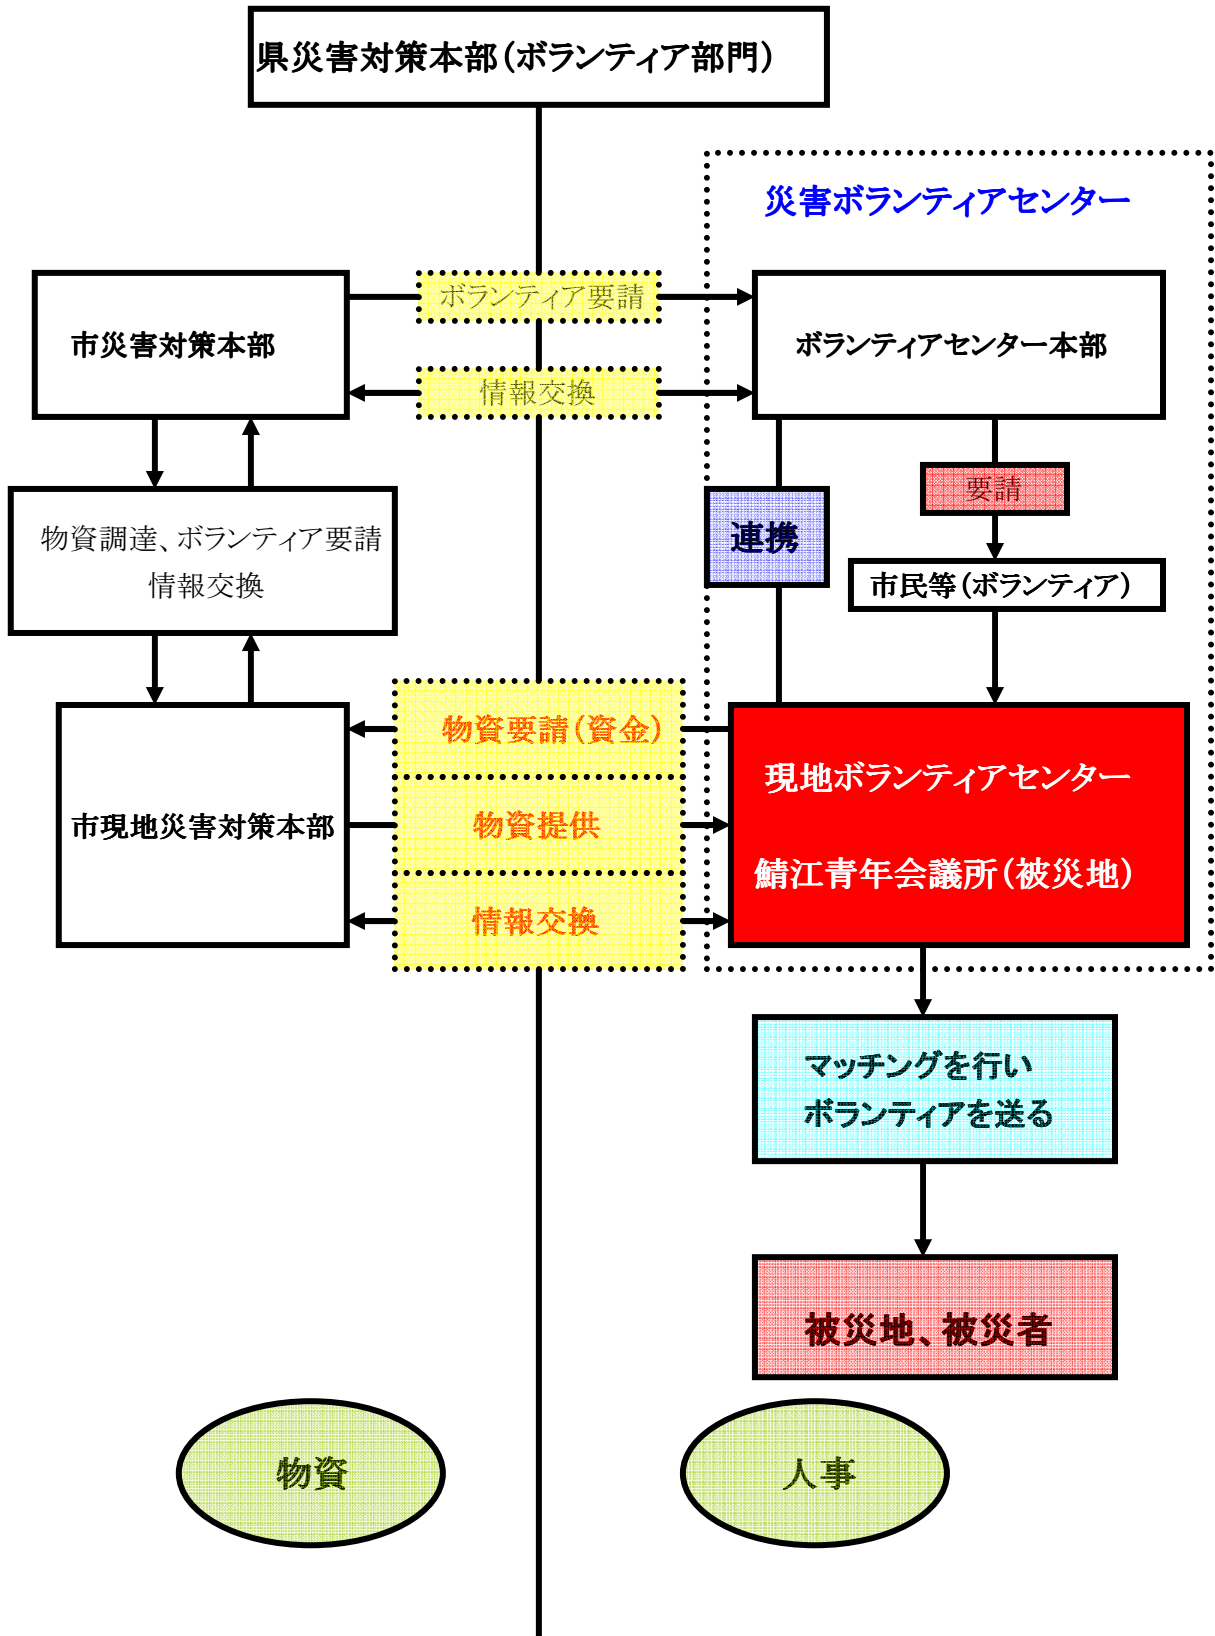 県災害対策本部（ボランティア部門）
災害ボランティアセンター
ボランティア要請
市災害対策本部
ボランティアセンター本部
情報交換
要請
物資調達、ボランティア要請
情報交換
連携
市民等（ボランティア）
物資要請（資金）
現地ボランティアセンター
市現地災害対策本部
物資提供
鯖江青年会議所（被災地）
情報交換
マッチングを行い
ボランティアを送る
被災地、被災者
物資
人事